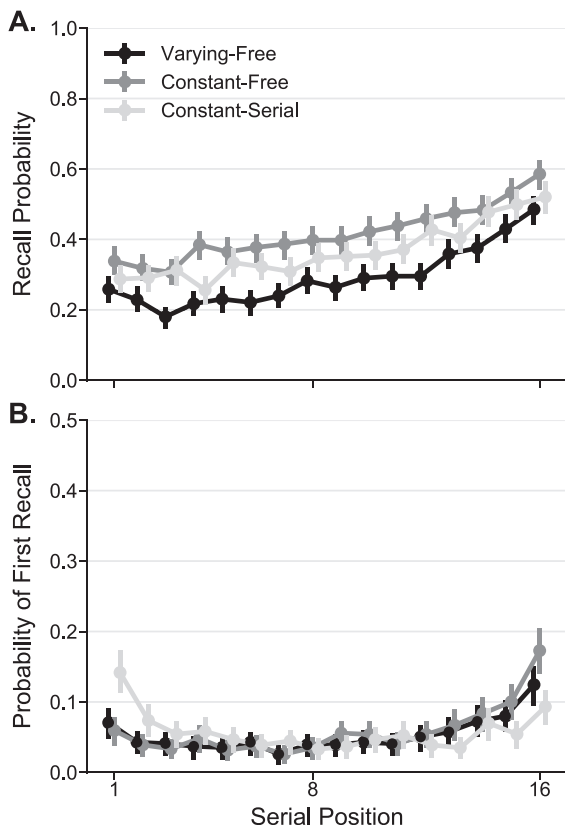 A.
1.0
Varying-Free
Constant-Free
0.8
Constant-Serial
Recall Probability
0.6
0.4
0.2
0.0
B.
0.5
0.4
Probability of First Recall
0.3
0.2
0.1
0.0
1 8 16
Serial Position